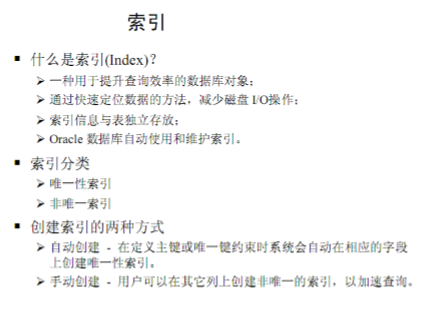 索引
▪ 什么是索引(Index)?
➢ 一种用于提升查询效率的数据库对象;
➢ 通过快速定位数据的方法，减少磁盘 I/O操作;
➢ 索引信息与表独立存放;
➢ Oracle 数据库自动使用和维护索引。
▪ 索引分类
➢ 唯一性索引
➢ 非唯一索引
▪ 创建索引的两种方式
➢ 自动创建 - 在定义主键或唯一键约束时系统会自动在相应的字段
上创建唯一性索引。
➢ 手动创建 - 用户可以在其它列上创建非唯一的索引，以加速查询。